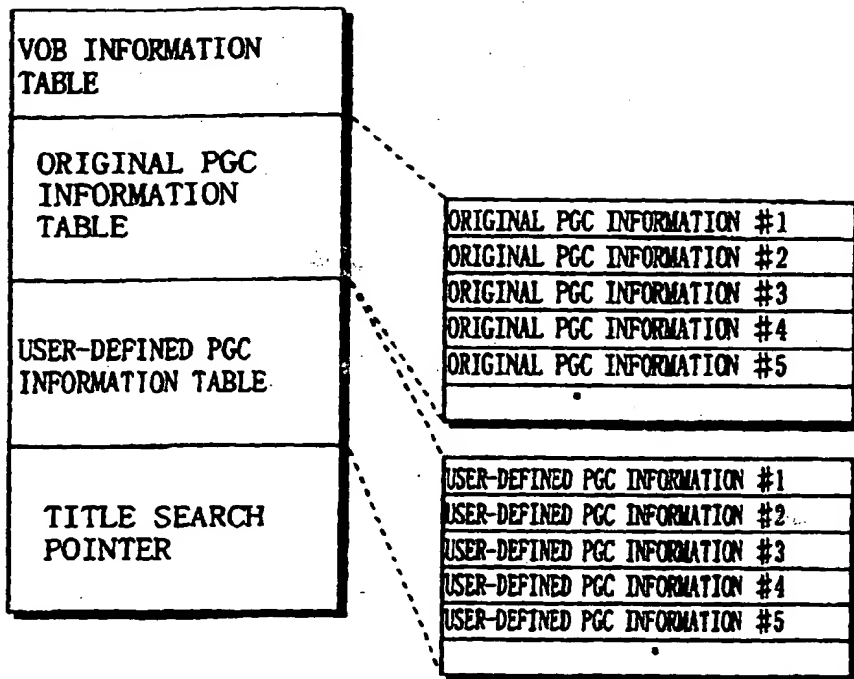 VOB INFORMATION
TABLE
ORIGINAL PGC
INFORMATION
TABLE
USER-DEFINED PGC
INFORMATION TABLE
TITLE SEARCH
POINTER
ORIGINAL PGC INFORMATION #1
ORIGINAL PGC INFORMATION #2
ORIGINAL PGC INFORMATION #3
ORIGINAL PGC INFORMATION #4
ORIGINAL PGC INFORMATION #5
USER-DEFINED PGC INFORMATION #1
USER-DEFINED PGC INFORMATION #2
USER-DEFINED PGC INFORMATION #3
USER-DEFINED PGC INFORMATION #4
USER-DEFINED PGC INFORMATION #5